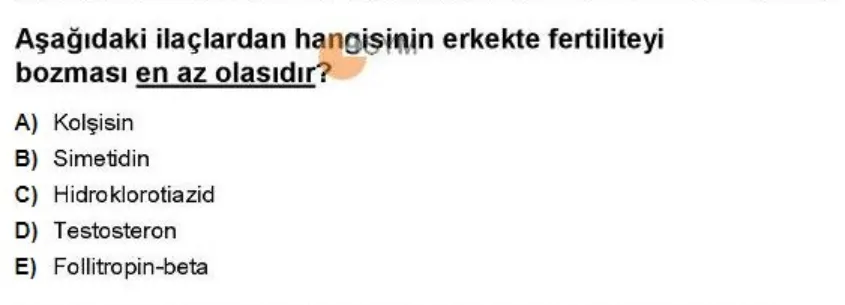 Aşağıdaki ilaçlardan hangisinin erkekte fertiliteyi
bozması en az olasıdır?
A) Kolşisin
B) Simetidin
C) Hidroklorotiazid
D) Testosteron
E) Follitropin-beta